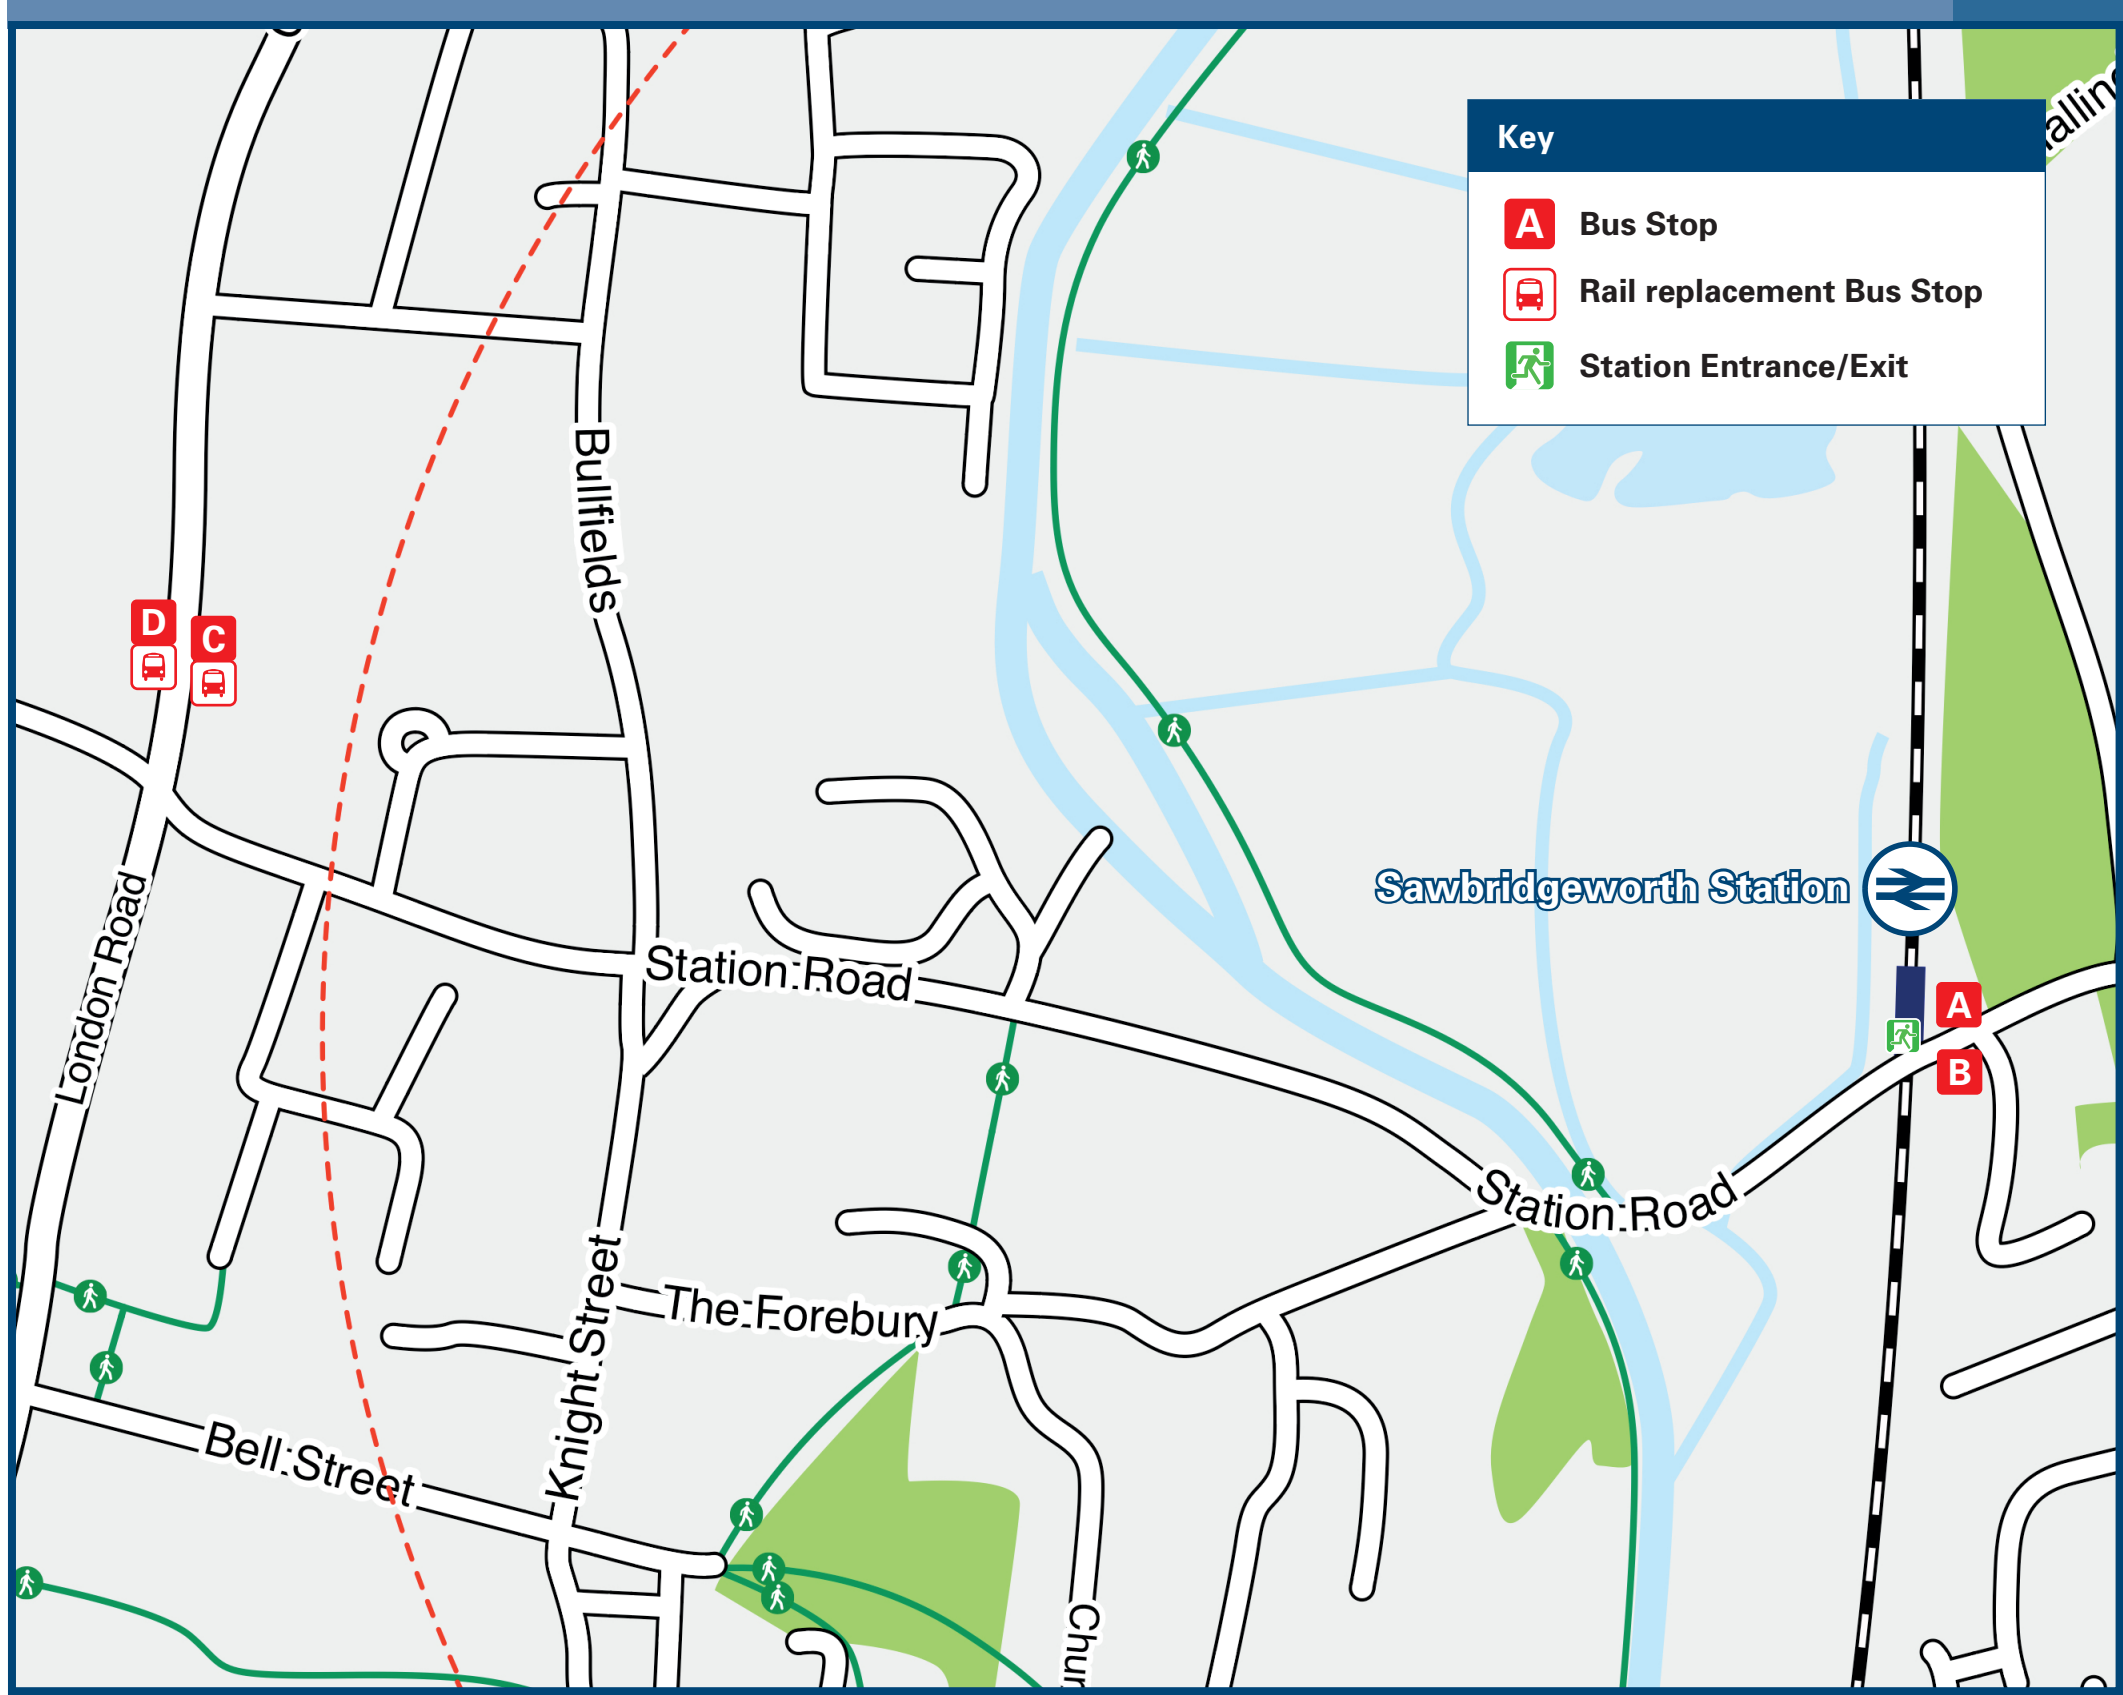 Key
A Bus Stop
Rail replacement Bus Stop
Station Entrance/Exit
Bullfields
D
C
London Road
Station Road
Sawbridgeworth Station
A
B
Station Road
The Forebury
Knight Street
Bell Street